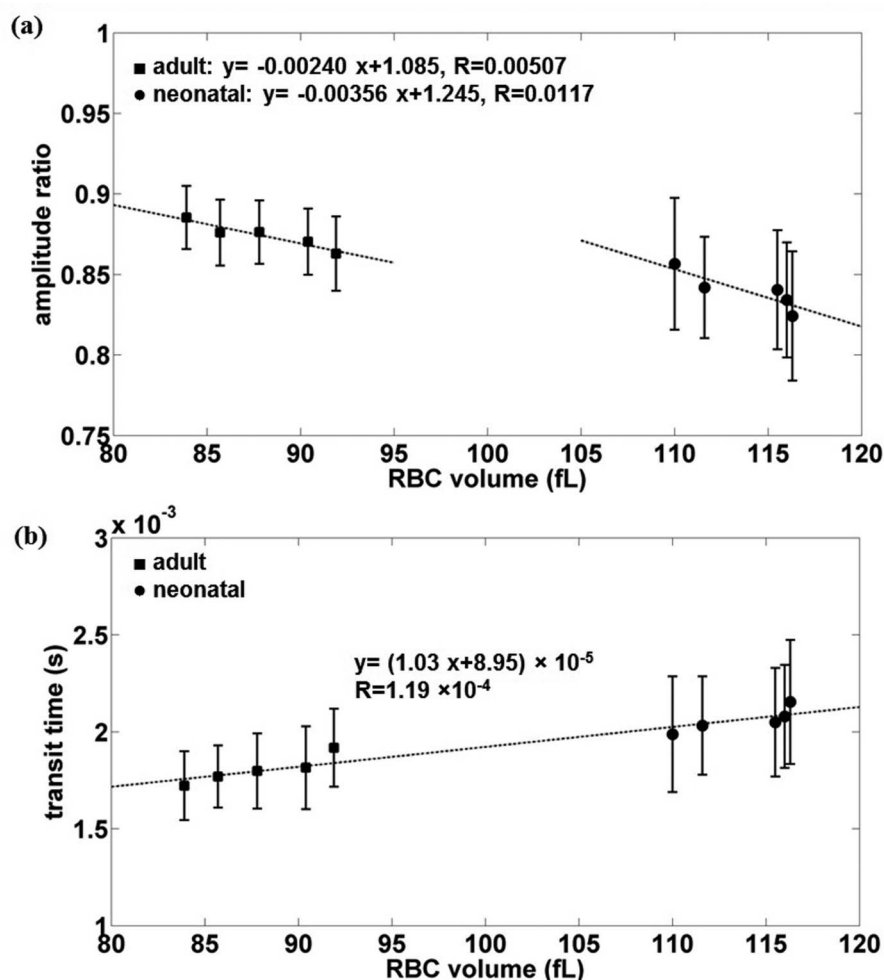 (a)
1
0.95
0.9
0.85
0.8
0.75
amplitude ratio
■ adult: y= -0.00240 x+1.085, R=0.00507
● neonatal: y= -0.00356 x+1.245, R=0.0117
80 85 90 95 100 105 110 115 120
RBC volume (fL)
(b)
x 10⁻³
3
2.5
2
1.5
1
transit time (s)
■ adult
● neonatal
y= (1.03 x+8.95) × 10⁻⁵
R=1.19 ×10⁻⁴
80 85 90 95 100 105 110 115 120
RBC volume (fL)